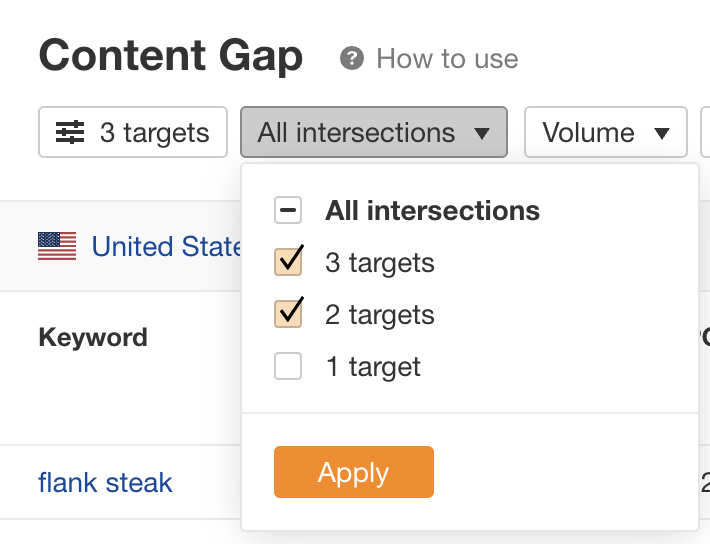 Content Gap
? How to use
3 targets
All intersections
Volume
All intersections
United State
3 targets
2 targets
Keyword
1 target
Apply
flank steak